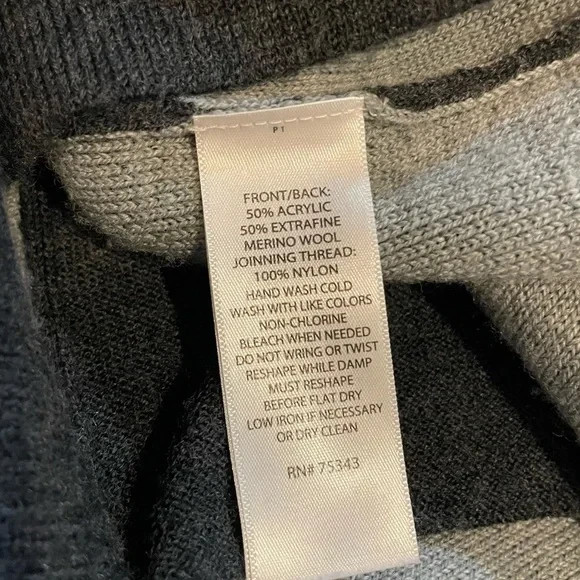 P 1
FRONT/BACK:
50% ACRYLIC
50% EXTRAFINE
MERINO WOOL
JOINNING THREAD:
100% NYLON
HAND WASH COLD
WASH WITH LIKE COLORS
NON-CHLORINE
BLEACH WHEN NEEDED
DO NOT WRING OR TWIST
RESHAPE WHILE DAMP
MUST RESHAPE
BEFORE FLAT DRY
LOW IRON IF NECESSARY
OR DRY CLEAN
RN# 75343